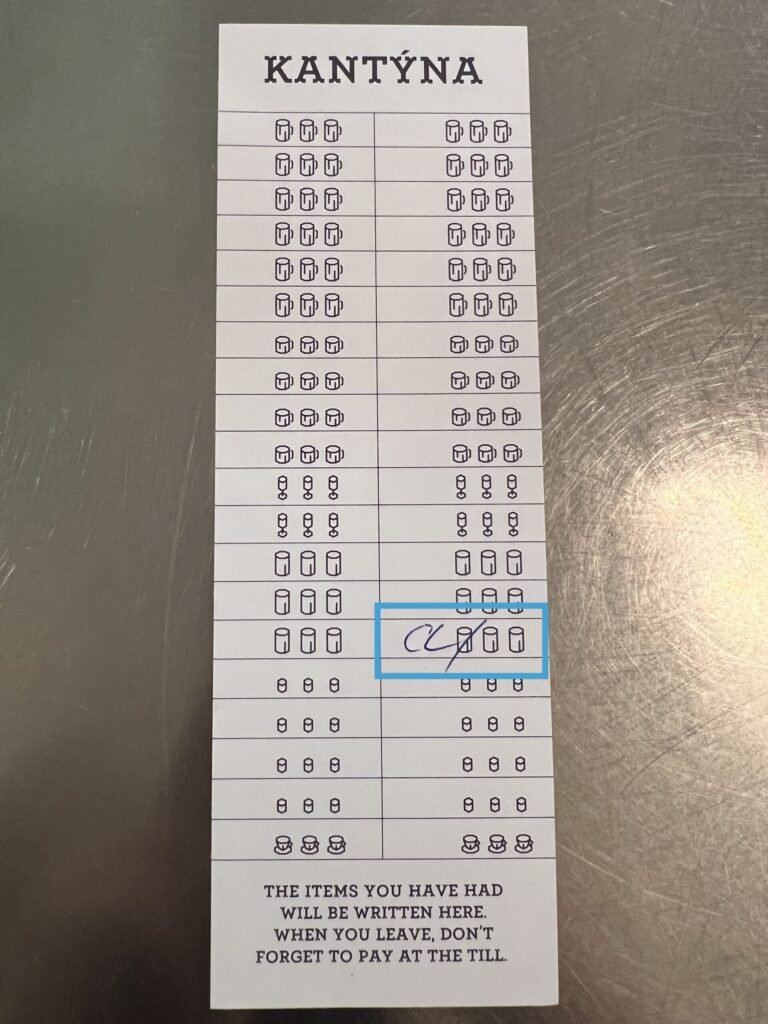 KANTÝNA
CL
THE ITEMS YOU HAVE HAD
WILL BE WRITTEN HERE.
WHEN YOU LEAVE, DON'T
FORGET TO PAY AT THE TILL.